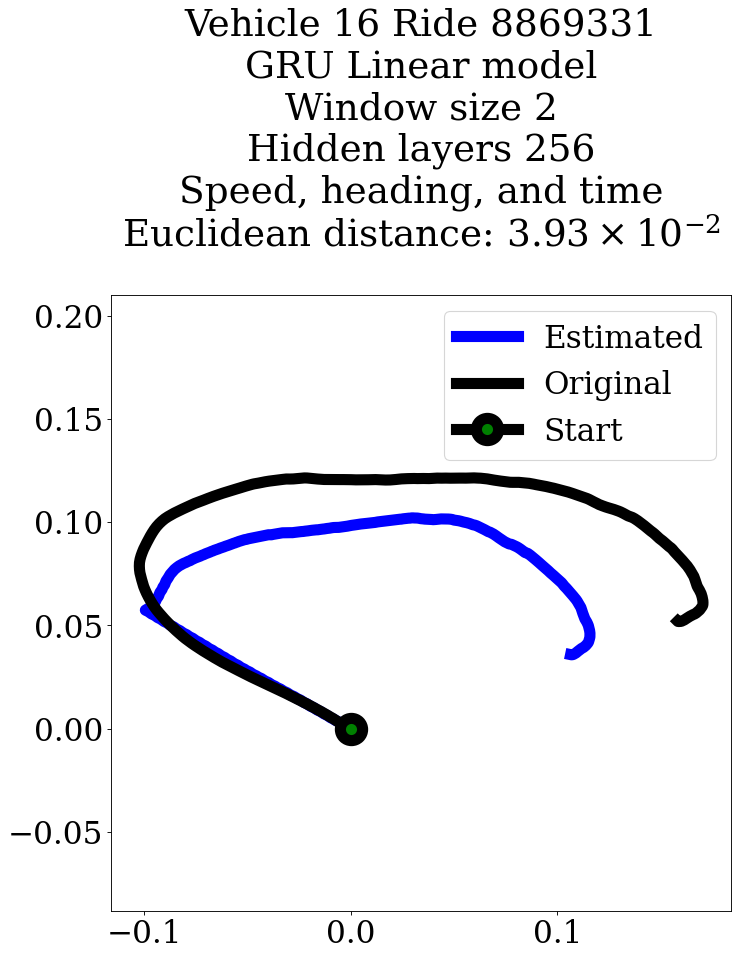 Vehicle 16 Ride 8869331
GRU Linear model
Window size 2
Hidden layers 256
Speed, heading, and time
Euclidean distance: 3.93 × 10⁻²
Estimated
Original
Start
0.20
0.15
0.10
0.05
0.00
−0.05
−0.1
0.0
0.1